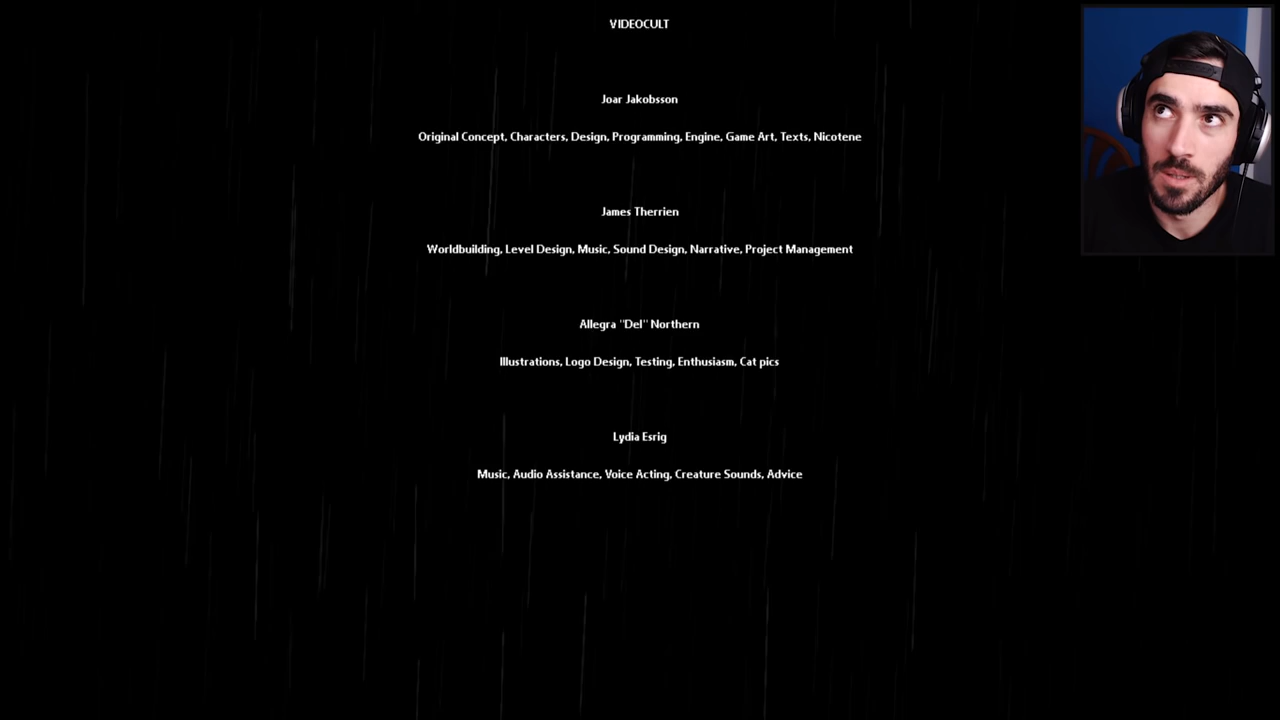 VIDEOCULT
Joar Jakobsson
Original Concept, Characters, Design, Programming, Engine, Game Art, Texts, Nicotene
James Therrien
Worldbuilding, Level Design, Music, Sound Design, Narrative, Project Management
Allegra "Del" Northern
Illustrations, Logo Design, Testing, Enthusiasm, Cat pics
Lydia Esrig
Music, Audio Assistance, Voice Acting, Creature Sounds, Advice